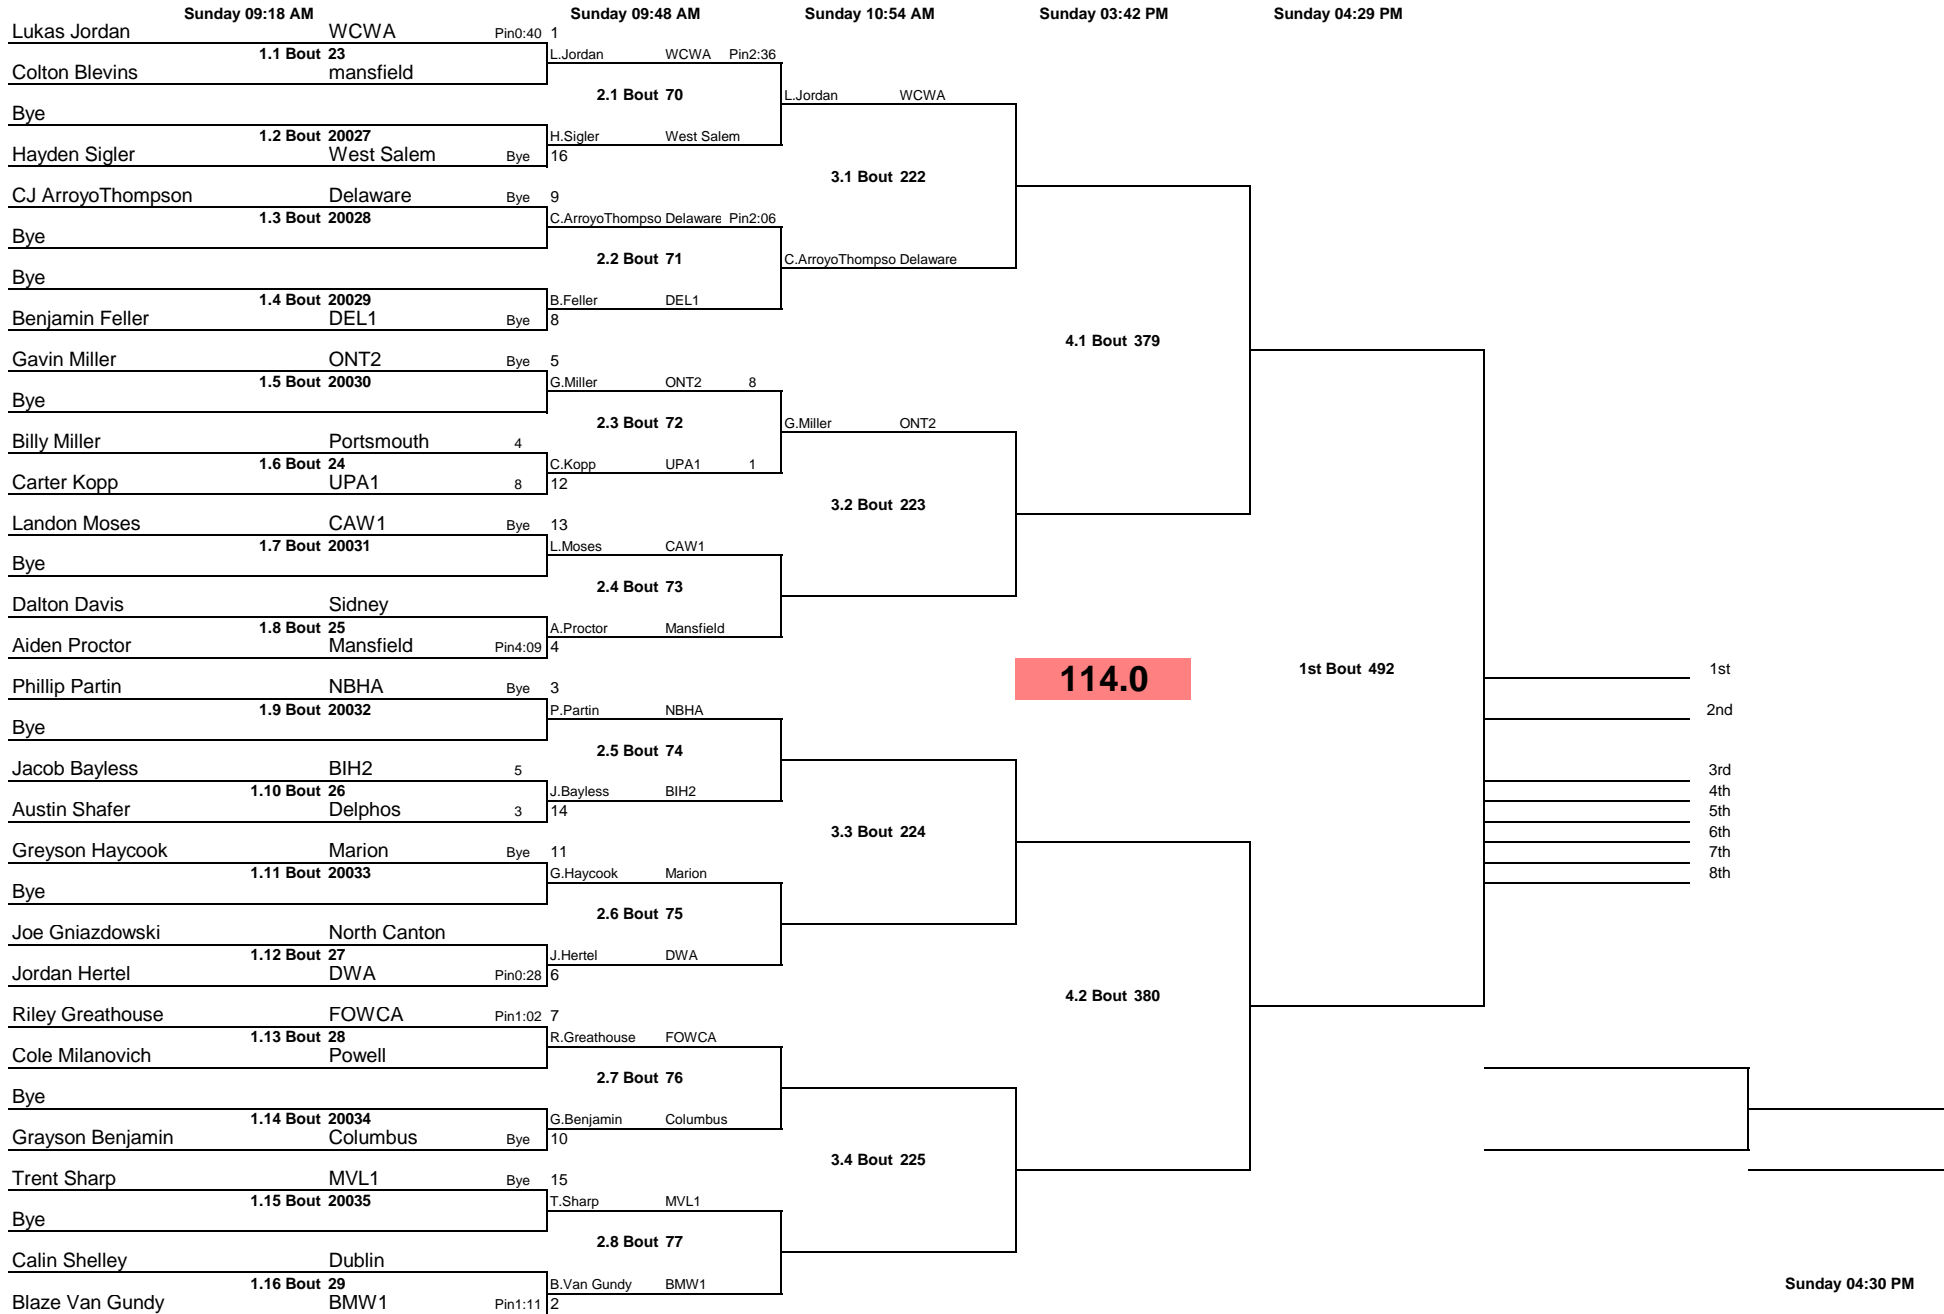 Sunday 09:18 AM Sunday 09:48 AM Sunday 10:54 AM Sunday 03:42 PM Sunday 04:29 PM
Lukas Jordan WCWA Pin0:40 1
1.1 Bout 23 L.Jordan WCWA Pin2:36
Colton Blevins mansfield
2.1 Bout 70 L.Jordan WCWA
Bye
1.2 Bout 20027 H.Sigler West Salem
Hayden Sigler West Salem Bye 16
3.1 Bout 222
CJ ArroyoThompson Delaware Bye 9
1.3 Bout 20028 C.ArroyoThompso Delaware Pin2:06
Bye
2.2 Bout 71 C.ArroyoThompso Delaware
Bye
1.4 Bout 20029 B.Feller DEL1
Benjamin Feller DEL1 Bye 8
4.1 Bout 379
Gavin Miller ONT2 Bye 5
1.5 Bout 20030 G.Miller ONT2 8
Bye
2.3 Bout 72 G.Miller ONT2
Billy Miller Portsmouth 4
1.6 Bout 24 C.Kopp UPA1 1
Carter Kopp UPA1 8 12
3.2 Bout 223
Landon Moses CAW1 Bye 13
1.7 Bout 20031 L.Moses CAW1
Bye
2.4 Bout 73
Dalton Davis Sidney
1.8 Bout 25 A.Proctor Mansfield
Aiden Proctor Mansfield Pin4:09 4
114.0 1st Bout 492 1st
Phillip Partin NBHA Bye 3
1.9 Bout 20032 P.Partin NBHA 2nd
Bye
2.5 Bout 74
Jacob Bayless BIH2 5 3rd
1.10 Bout 26 J.Bayless BIH2 4th
Austin Shafer Delphos 3 14 5th
3.3 Bout 224 6th
Greyson Haycook Marion Bye 11 7th
1.11 Bout 20033 G.Haycook Marion 8th
Bye
2.6 Bout 75
Joe Gniazdowski North Canton
1.12 Bout 27 J.Hertel DWA
Jordan Hertel DWA Pin0:28 6
4.2 Bout 380
Riley Greathouse FOWCA Pin1:02 7
1.13 Bout 28 R.Greathouse FOWCA
Cole Milanovich Powell
2.7 Bout 76
Bye
1.14 Bout 20034 G.Benjamin Columbus
Grayson Benjamin Columbus Bye 10
3.4 Bout 225
Trent Sharp MVL1 Bye 15
1.15 Bout 20035 T.Sharp MVL1
Bye
2.8 Bout 77
Calin Shelley Dublin
1.16 Bout 29 B.Van Gundy BMW1 Sunday 04:30 PM
Blaze Van Gundy BMW1 Pin1:11 2